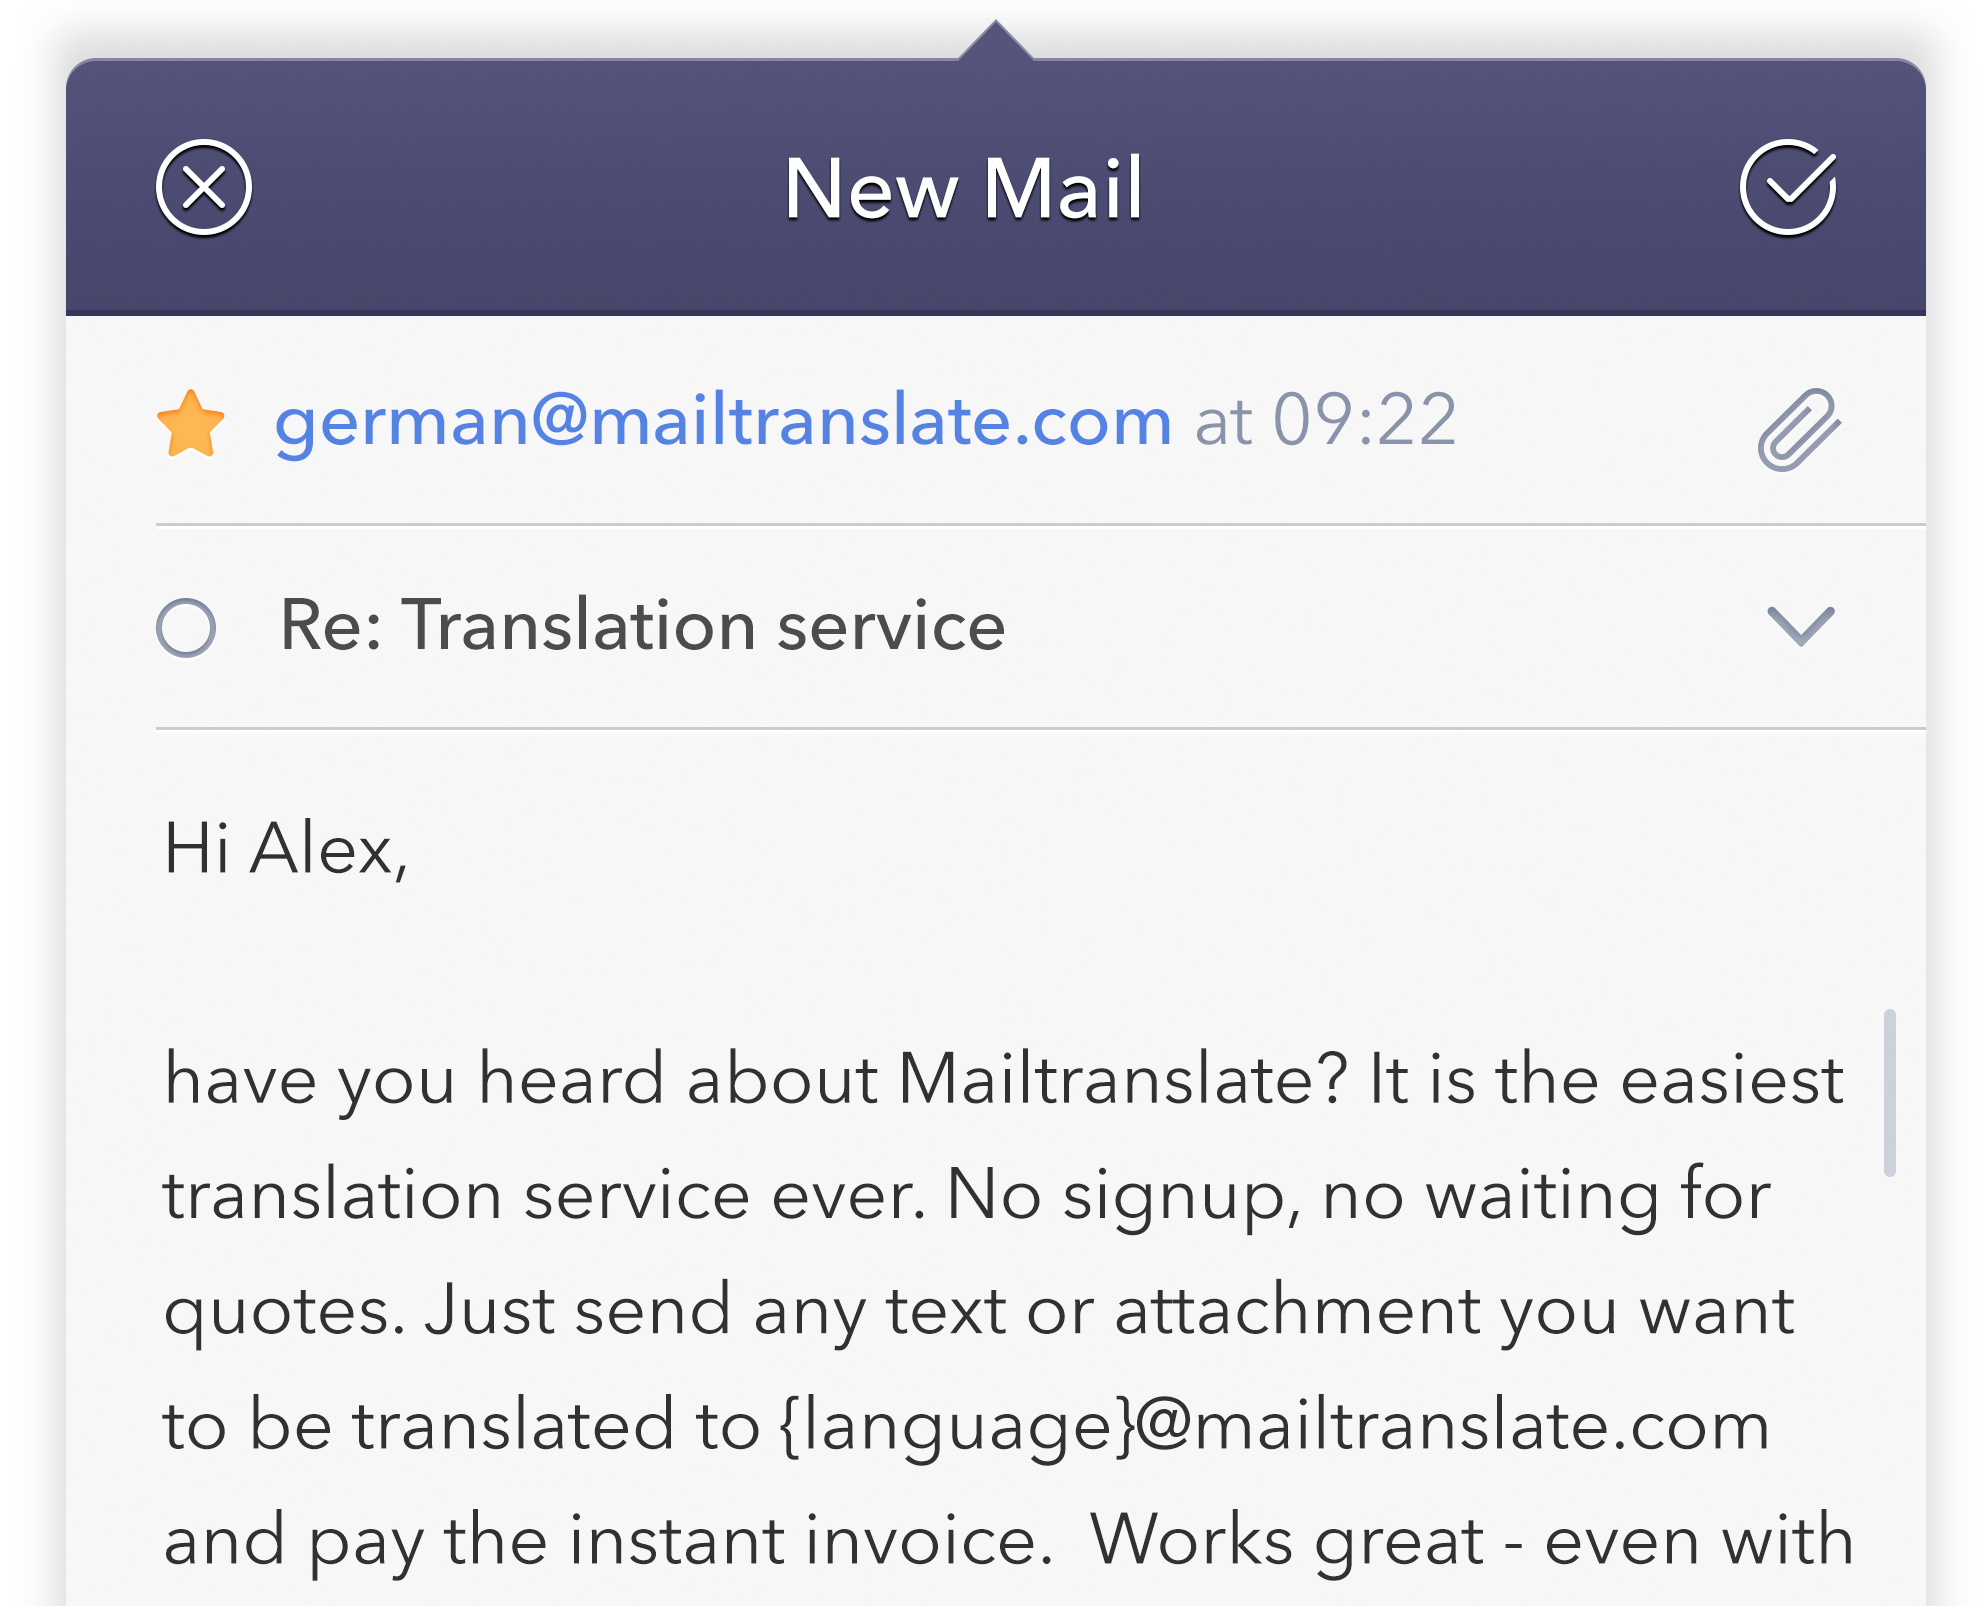 New Mail
german@mailtranslate.com at 09:22
Re: Translation service
Hi Alex,
have you heard about Mailtranslate? It is the easiest
translation service ever. No signup, no waiting for
quotes. Just send any text or attachment you want
to be translated to {language}@mailtranslate.com
and pay the instant invoice.  Works great - even with